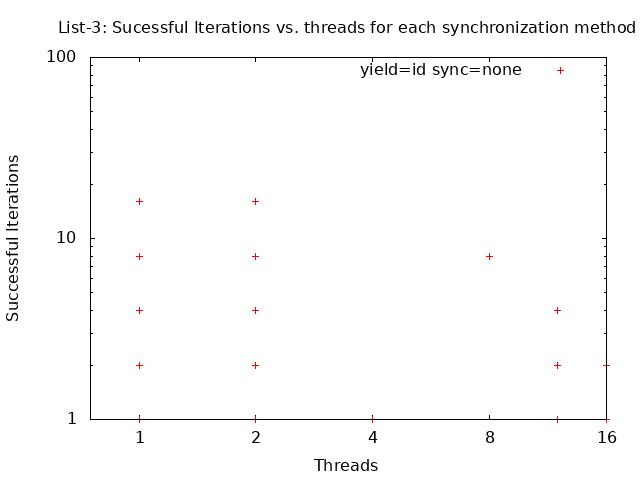 List-3: Sucessful Iterations vs. threads for each synchronization method
100
yield=id sync=none
10
1
Successful Iterations
1 2 4 8 16
Threads